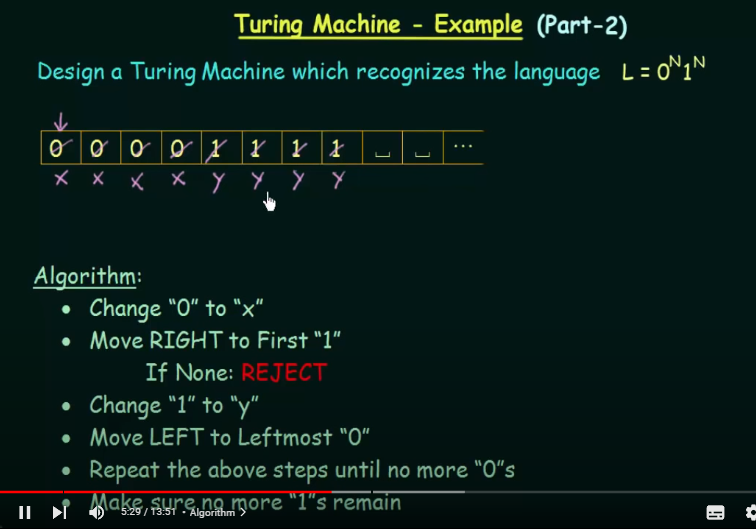 Turing Machine - Example (Part-2)
Design a Turing Machine which recognizes the language L = 0ᴺ1ᴺ
0 0 0 0 1 1 1 1 ⎵ ⎵ ...
x x x x y y y y
Algorithm:
• Change "0" to "x"
• Move RIGHT to First "1"
If None: REJECT
• Change "1" to "y"
• Move LEFT to Leftmost "0"
• Repeat the above steps until no more "0"s
• Make sure no more "1"s remain
5:29 / 13:51 • Algorithm >